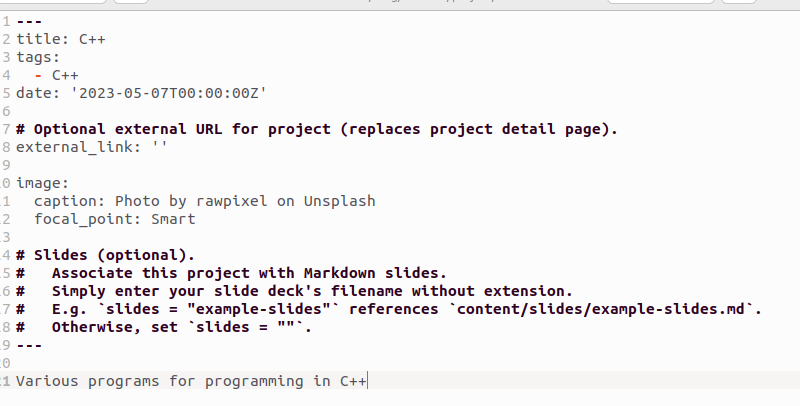 1 ---
2 title: C++
3 tags:
4   - C++
5 date: '2023-05-07T00:00:00Z'
6
7 # Optional external URL for project (replaces project detail page).
8 external_link: ''
9
0 image:
1   caption: Photo by rawpixel on Unsplash
2   focal_point: Smart
3
4 # Slides (optional).
5 #   Associate this project with Markdown slides.
6 #   Simply enter your slide deck's filename without extension.
7 #   E.g. `slides = "example-slides"` references `content/slides/example-slides.md`.
8 #   Otherwise, set `slides = ""`.
9 ---
0
1 Various programs for programming in C++